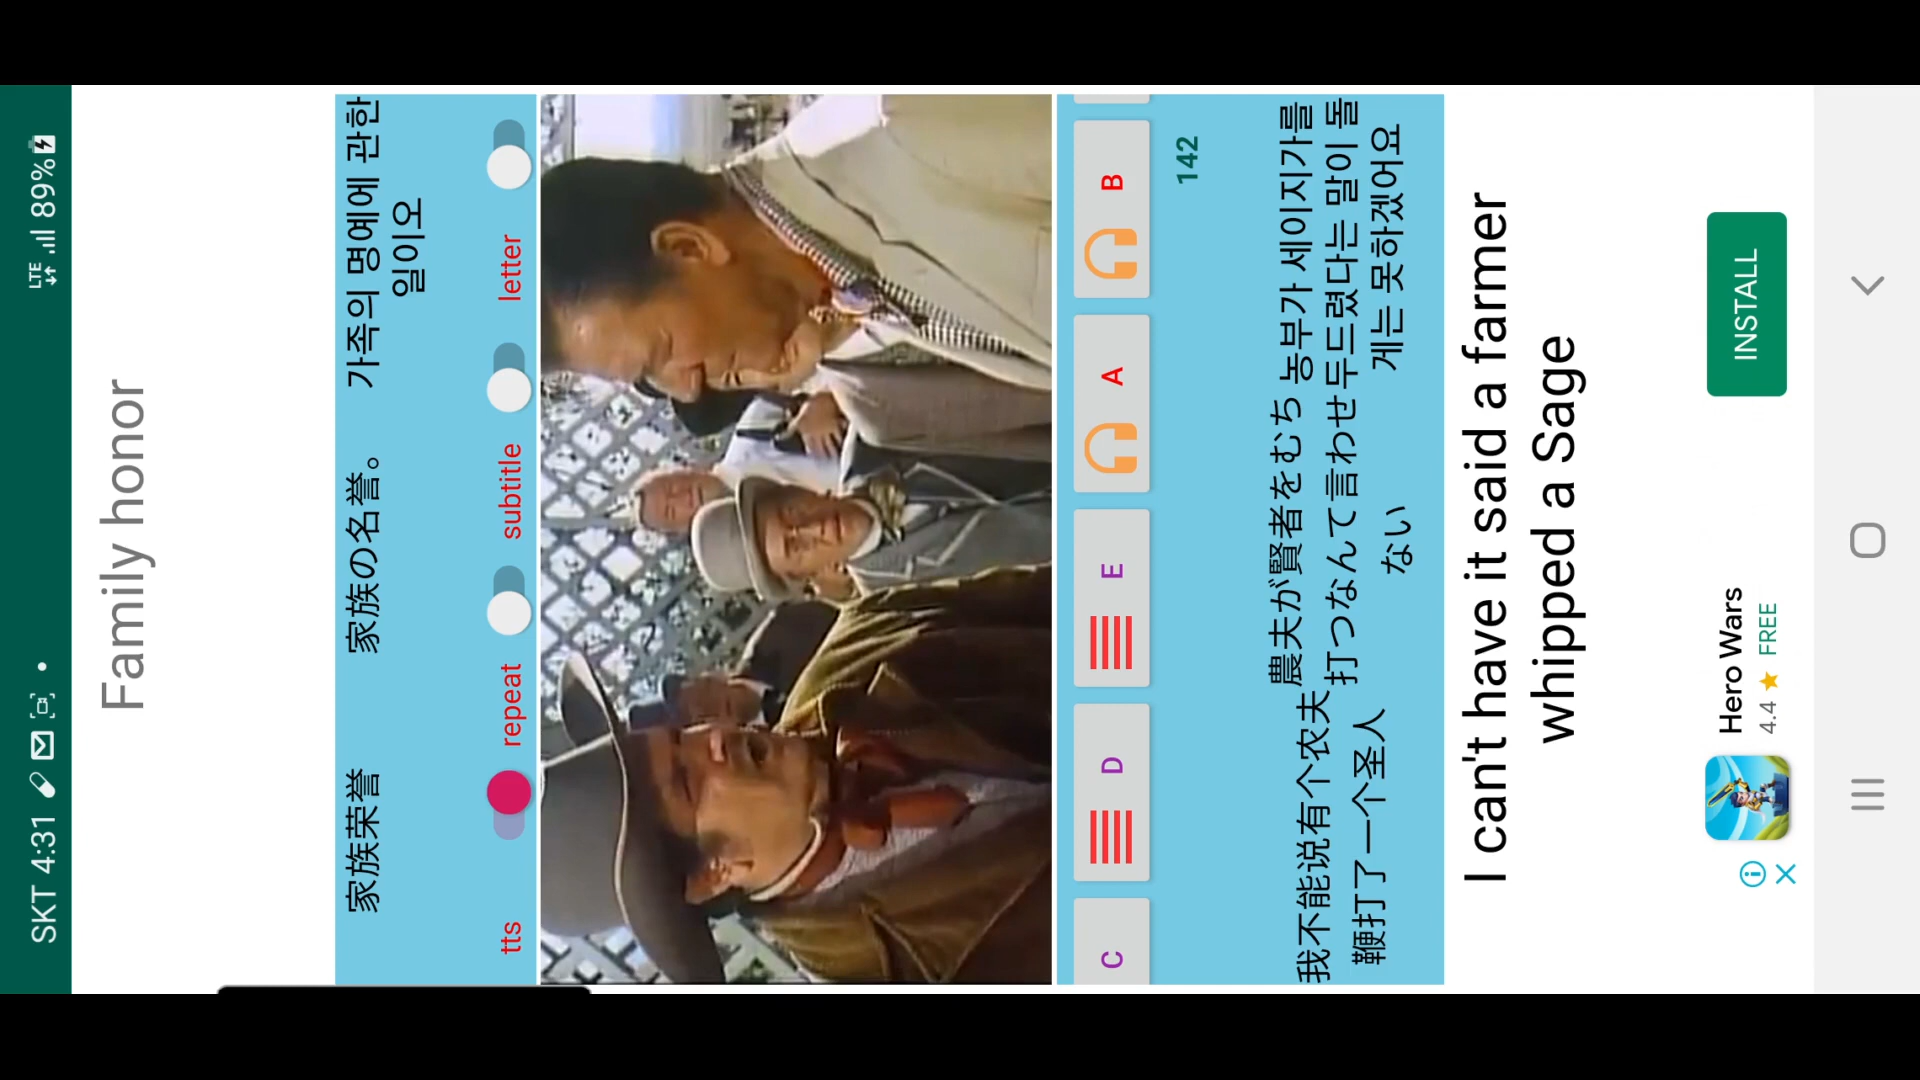 SKT 4:31
LTE
89%
Family honor
家族荣誉
家族の名誉。
가족의 명예에 관한
일이오
tts
repeat
subtitle
letter
C
D
E
A
B
142
我不能说有个农夫
鞭打了一个圣人
農夫が賢者をむち
打つなんて言わせ
ない
농부가 세이지가를
두드렸다는 말이 돌
게는 못하겠어요
I can't have it said a farmer
whipped a Sage
Hero Wars
4.4 ★ FREE
INSTALL